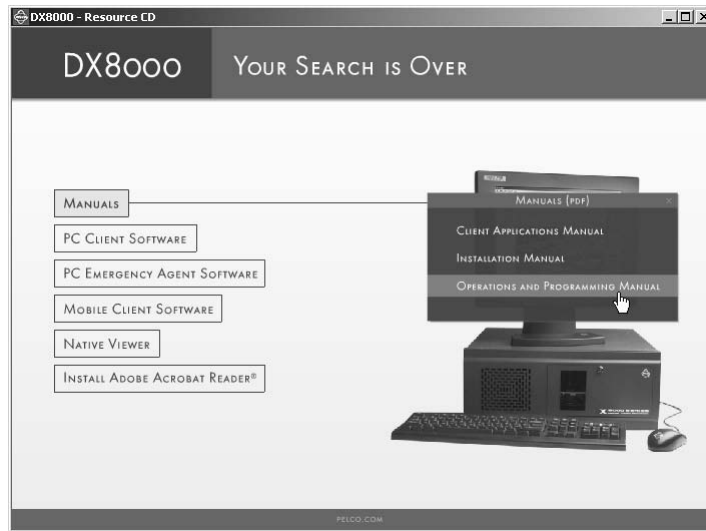 DX8000 - Resource CD
DX8000
YOUR SEARCH IS OVER
MANUALS
PC CLIENT SOFTWARE
PC EMERGENCY AGENT SOFTWARE
MOBILE CLIENT SOFTWARE
NATIVE VIEWER
INSTALL ADOBE ACROBAT READER®
MANUALS (PDF)
CLIENT APPLICATIONS MANUAL
INSTALLATION MANUAL
OPERATIONS AND PROGRAMMING MANUAL
PELCO.COM